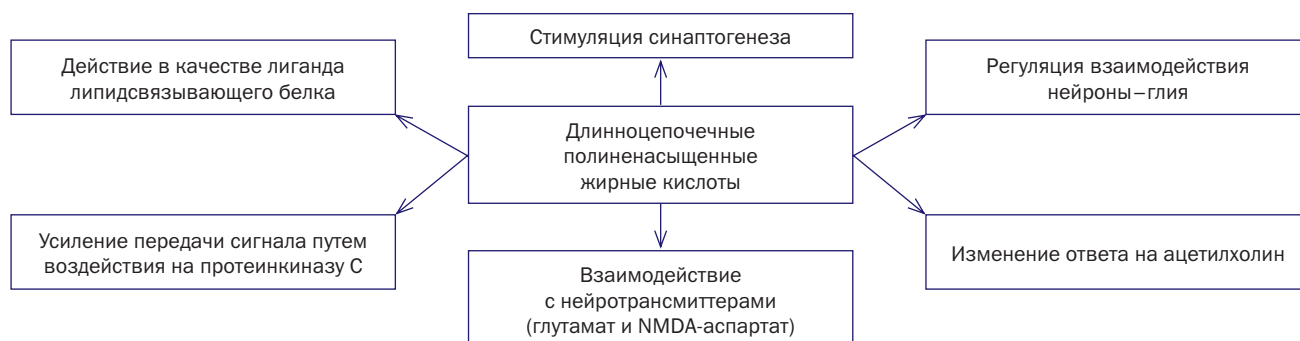 Стимуляция синаптогенеза
Действие в качестве лиганда
липидсвязывающего белка
Регуляция взаимодействия
нейроны–глия
Длинноцепочечные
полиненасыщенные
жирные кислоты
Усиление передачи сигнала путем
воздействия на протеинкиназу С
Взаимодействие
с нейротрансмиттерами
(глутамат и NMDA-аспартат)
Изменение ответа на ацетилхолин